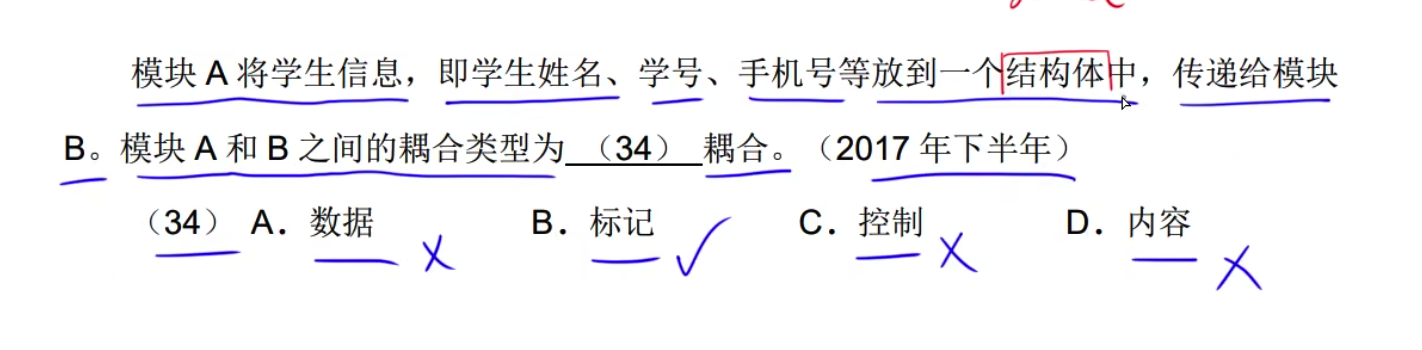 模块 A 将学生信息，即学生姓名、学号、手机号等放到一个结构体中，传递给模块
B。模块 A 和 B 之间的耦合类型为 （34） 耦合。（2017 年下半年）
（34） A．数据 B．标记 C．控制 D．内容